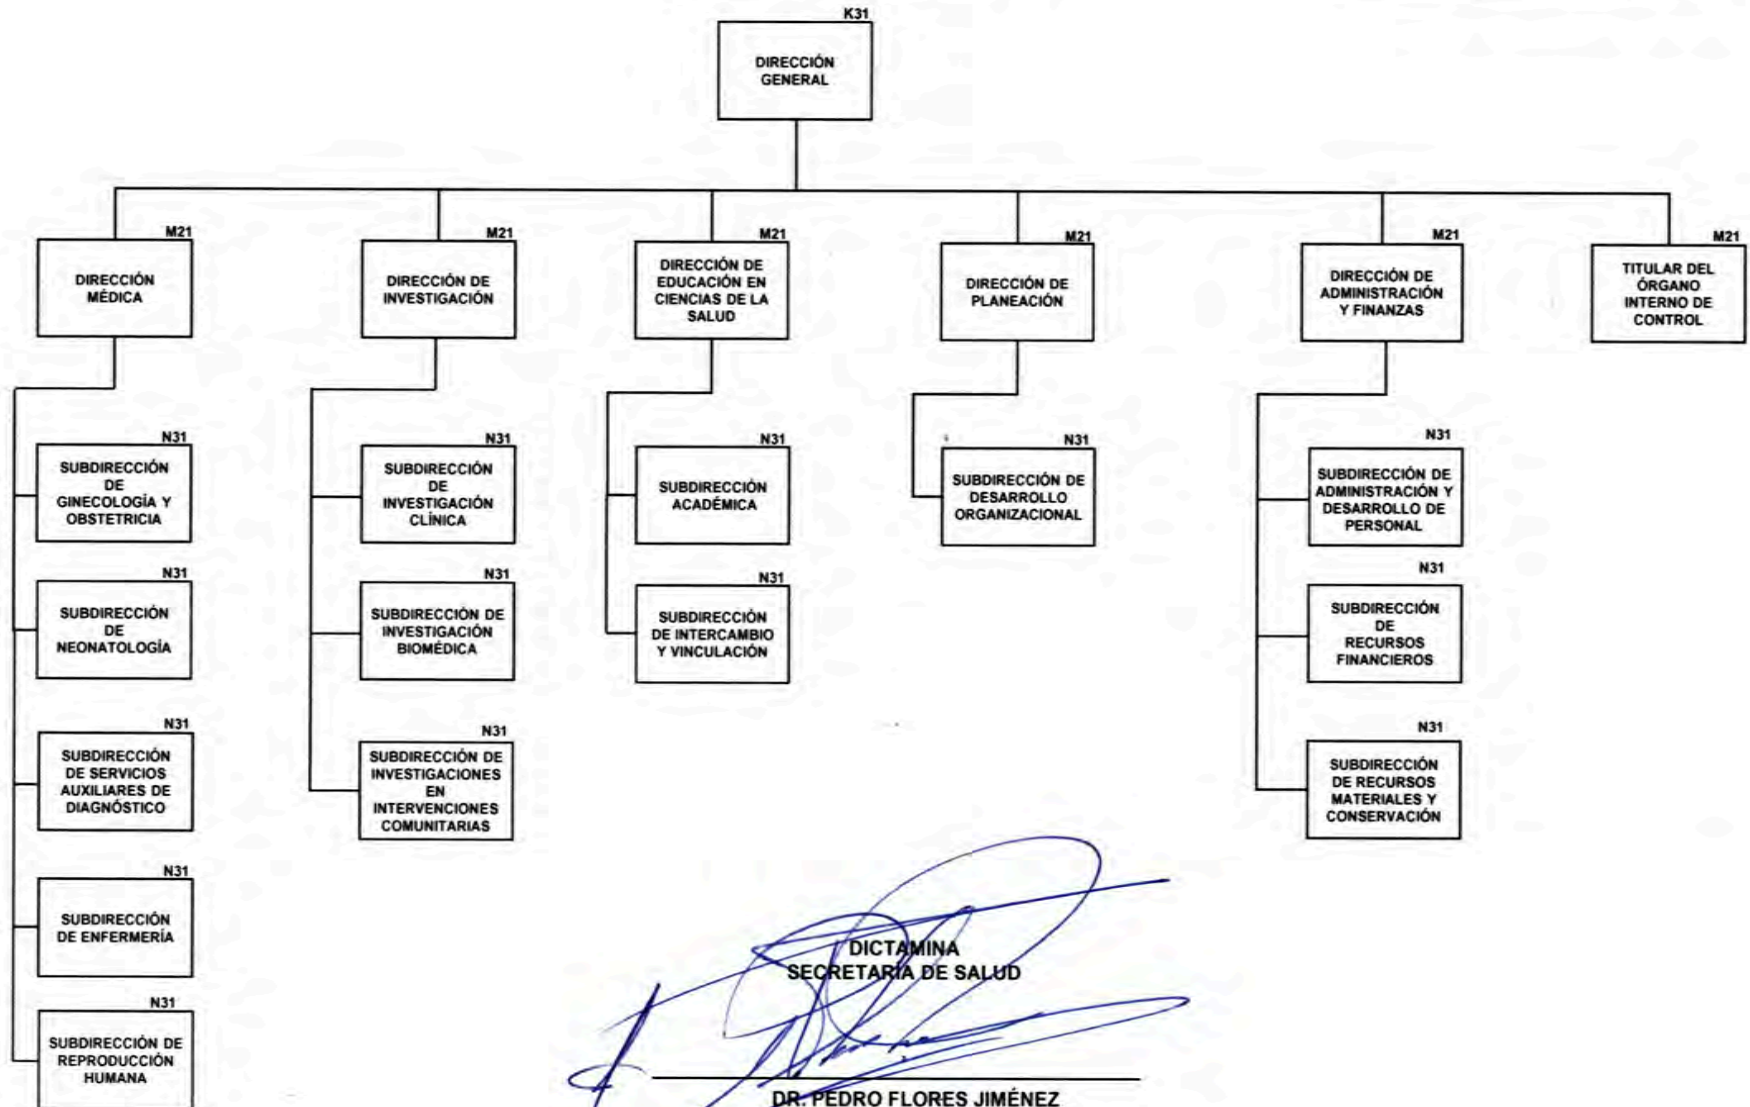 K31
DIRECCIÓN
GENERAL
M21
DIRECCIÓN
MÉDICA
M21
DIRECCIÓN DE
INVESTIGACIÓN
M21
DIRECCIÓN DE
EDUCACIÓN EN
CIENCIAS DE LA
SALUD
M21
DIRECCIÓN DE
PLANEACIÓN
M21
DIRECCIÓN DE
ADMINISTRACIÓN
Y FINANZAS
M21
TITULAR DEL
ÓRGANO
INTERNO DE
CONTROL
N31
SUBDIRECCIÓN
DE
GINECOLOGÍA Y
OBSTETRICIA
N31
SUBDIRECCIÓN
DE
NEONATOLOGÍA
N31
SUBDIRECCIÓN
DE SERVICIOS
AUXILIARES DE
DIAGNÓSTICO
N31
SUBDIRECCIÓN
DE ENFERMERÍA
N31
SUBDIRECCIÓN DE
REPRODUCCIÓN
HUMANA
N31
SUBDIRECCIÓN
DE
INVESTIGACIÓN
CLÍNICA
N31
SUBDIRECCIÓN DE
INVESTIGACIÓN
BIOMÉDICA
N31
SUBDIRECCIÓN DE
INVESTIGACIONES
EN
INTERVENCIONES
COMUNITARIAS
N31
SUBDIRECCIÓN
ACADÉMICA
N31
SUBDIRECCIÓN
DE INTERCAMBIO
Y VINCULACIÓN
N31
SUBDIRECCIÓN DE
DESARROLLO
ORGANIZACIONAL
N31
SUBDIRECCIÓN DE
ADMINISTRACIÓN Y
DESARROLLO DE
PERSONAL
N31
SUBDIRECCIÓN
DE
RECURSOS
FINANCIEROS
N31
SUBDIRECCIÓN
DE RECURSOS
MATERIALES Y
CONSERVACIÓN
DICTAMINA
SECRETARÍA DE SALUD
DR. PEDRO FLORES JIMÉNEZ